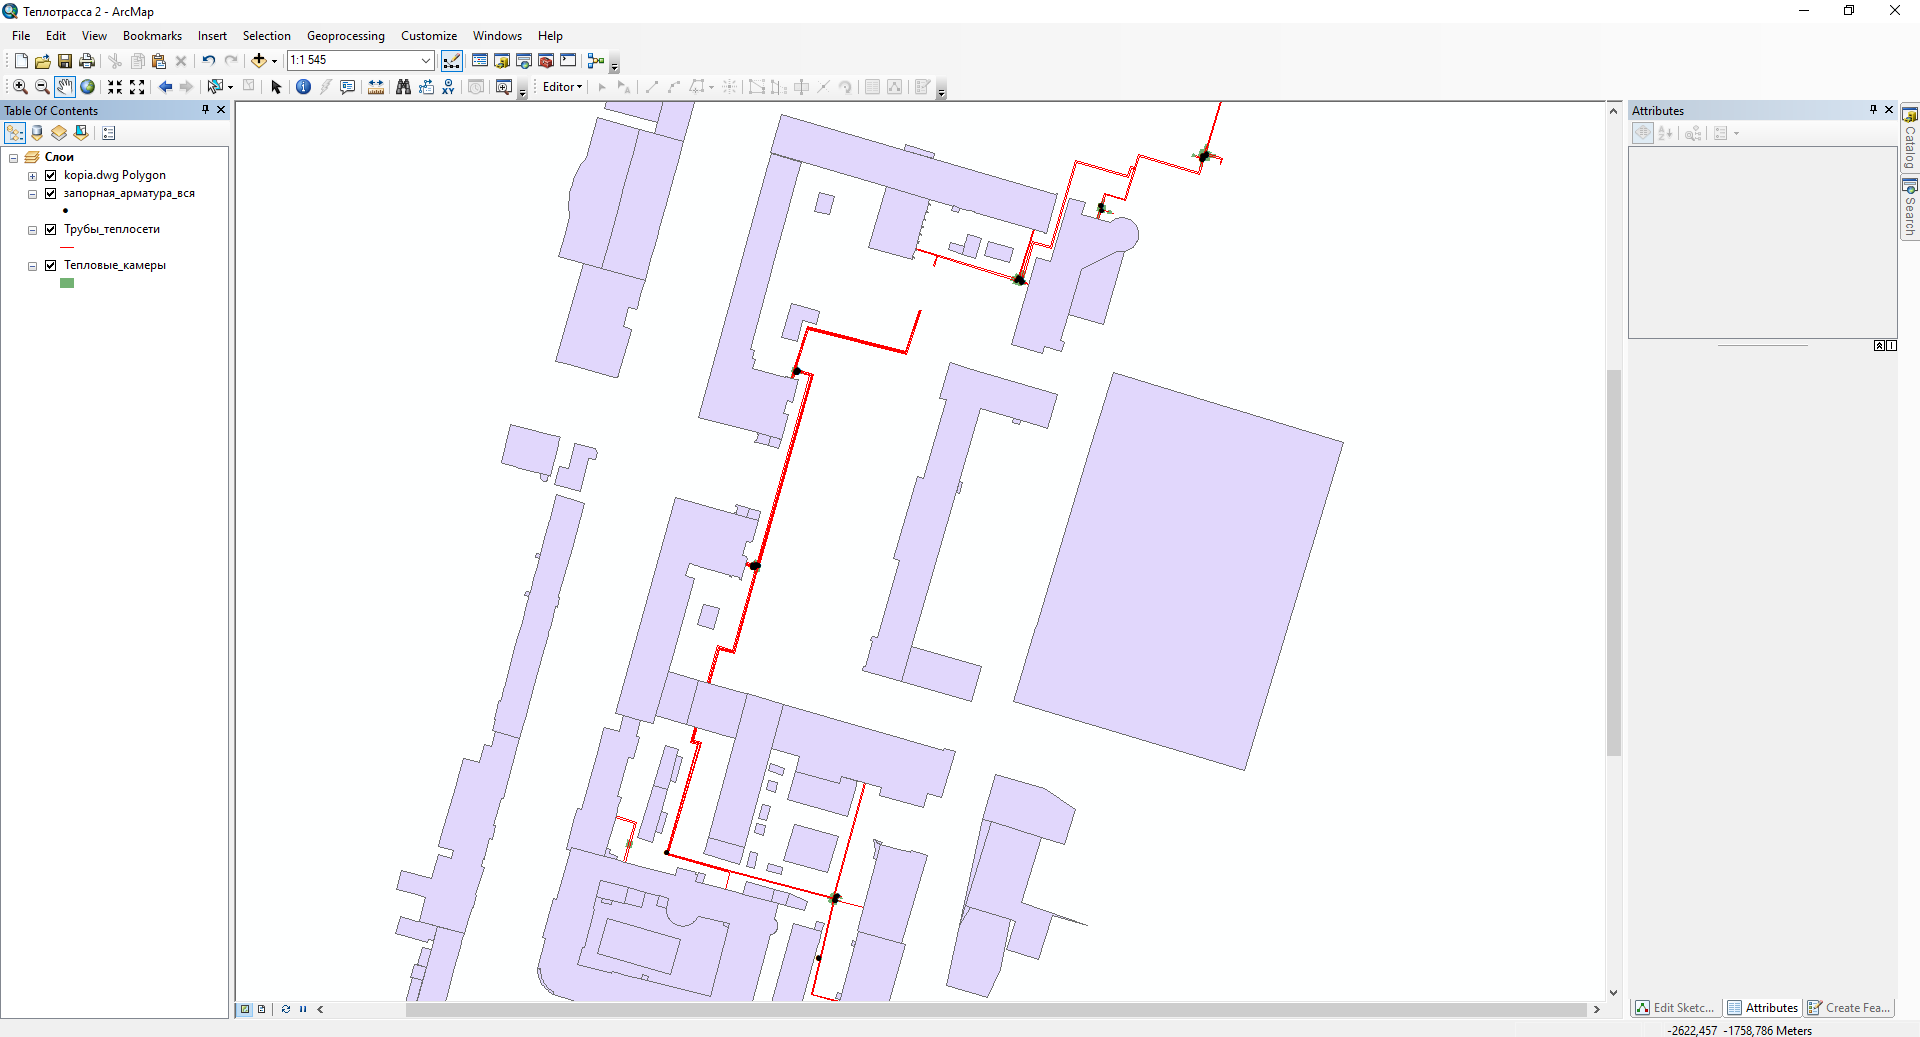 Теплотрасса 2 - ArcMap
File Edit View Bookmarks Insert Selection Geoprocessing Customize Windows Help
1:1 545
Editor
Table Of Contents
Слои
kopia.dwg Polygon
запорная_арматура_вся
Трубы_теплосети
Тепловые_камеры
Attributes
Catalog
Search
Edit Sketc...
Attributes
Create Fea...
-2622,457 -1758,786 Meters